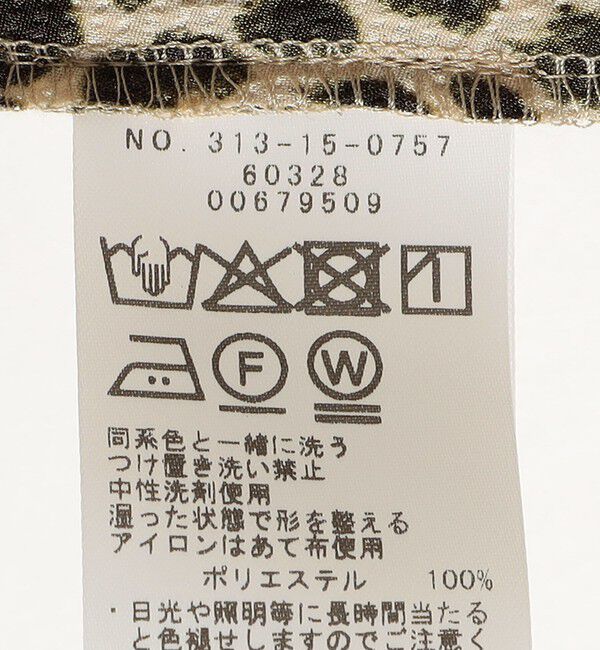 NO. 313-15-0757
60328
00679509
F W
同系色と一緒に洗う
つけ置き洗い禁止
中性洗剤使用
湿った状態で形を整える
アイロンはあて布使用
ポリエステル 100%
・日光や照明等に長時間当たる
と色褪せしますのでご注意く